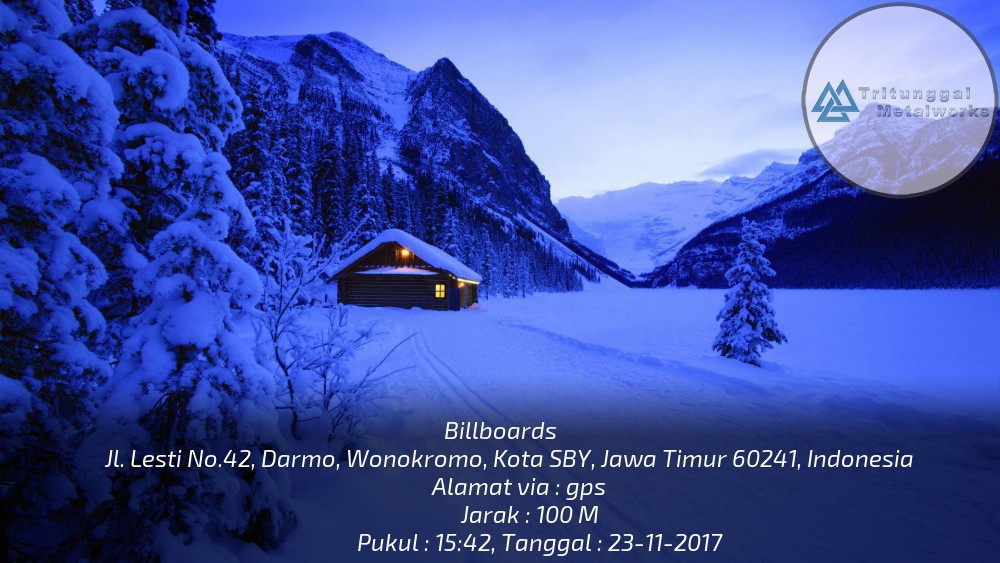 Tritunggal
Metalworks
Billboards
Jl. Lesti No.42, Darmo, Wonokromo, Kota SBY, Jawa Timur 60241, Indonesia
Alamat via : gps
Jarak : 100 M
Pukul : 15:42, Tanggal : 23-11-2017